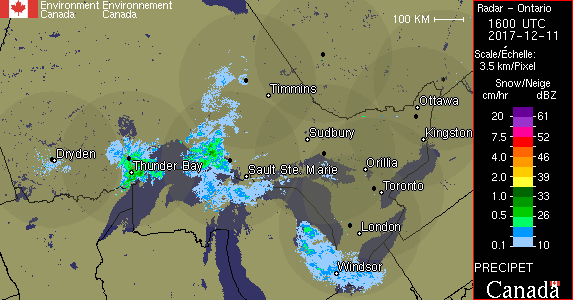 Environment Environnement
Canada Canada
100 KM
Timmins
Ottawa
Sudbury
Kingston
Dryden
Thunder Bay
Sault Ste. Marie
Orillia
Toronto
London
Windsor
Radar - Ontario
1600 UTC
2017-12-11
Scale/Échelle:
3.5 km/Pixel
Snow/Neige
cm/hr dBZ
20 61
7.5 52
4.0 46
2.0 39
1.0 33
0.5 26
0.1 10
PRECIPET
Canada